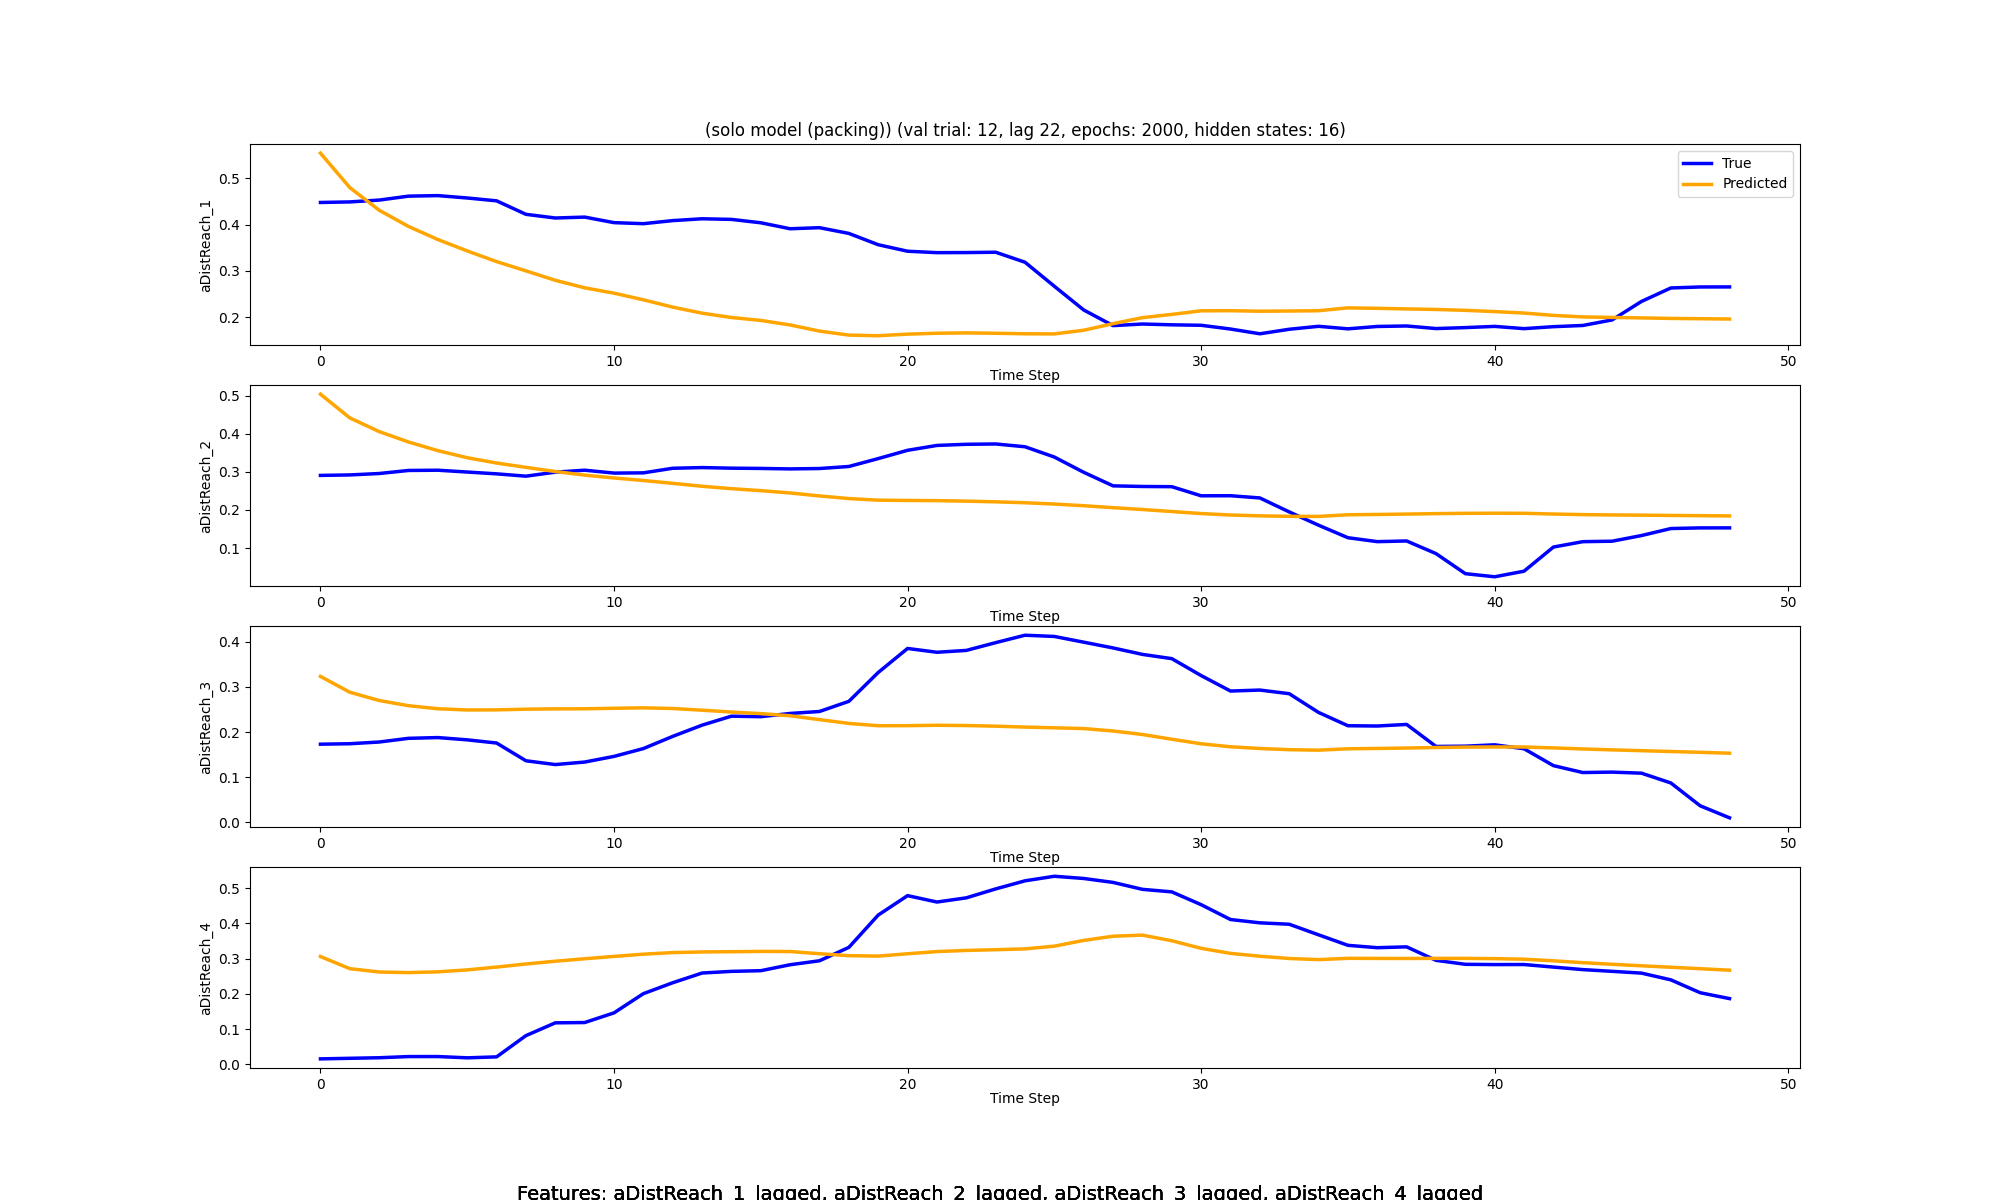 (solo model (packing)) (val trial: 12, lag 22, epochs: 2000, hidden states: 16)
True
Predicted
aDistReach_1
0.5
0.4
0.3
0.2
0 10 20 30 40 50
Time Step
aDistReach_2
0.5
0.4
0.3
0.2
0.1
0 10 20 30 40 50
Time Step
aDistReach_3
0.4
0.3
0.2
0.1
0.0
0 10 20 30 40 50
Time Step
aDistReach_4
0.5
0.4
0.3
0.2
0.1
0.0
0 10 20 30 40 50
Time Step
Features: aDistReach_1_lagged, aDistReach_2_lagged, aDistReach_3_lagged, aDistReach_4_lagged